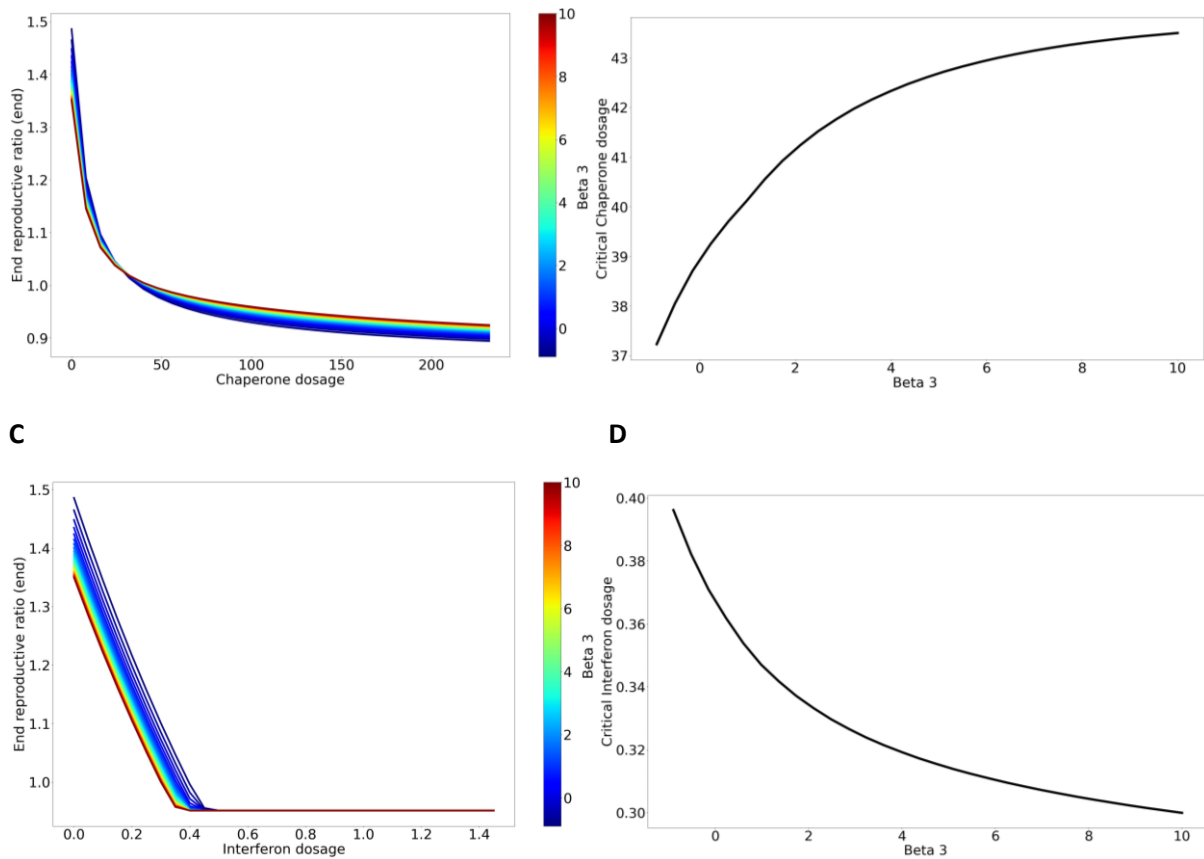 1.5
1.4
1.3
1.2
1.1
1.0
0.9
End reproductive ratio (end)
0 50 100 150 200
Chaperone dosage
10
8
6
4
2
0
Beta 3
43
42
41
40
39
38
37
Critical Chaperone dosage
0 2 4 6 8 10
Beta 3
C
1.5
1.4
1.3
1.2
1.1
1.0
End reproductive ratio (end)
0.0 0.2 0.4 0.6 0.8 1.0 1.2 1.4
Interferon dosage
10
8
6
4
2
0
Beta 3
D
0.40
0.38
0.36
0.34
0.32
0.30
Critical Interferon dosage
0 2 4 6 8 10
Beta 3